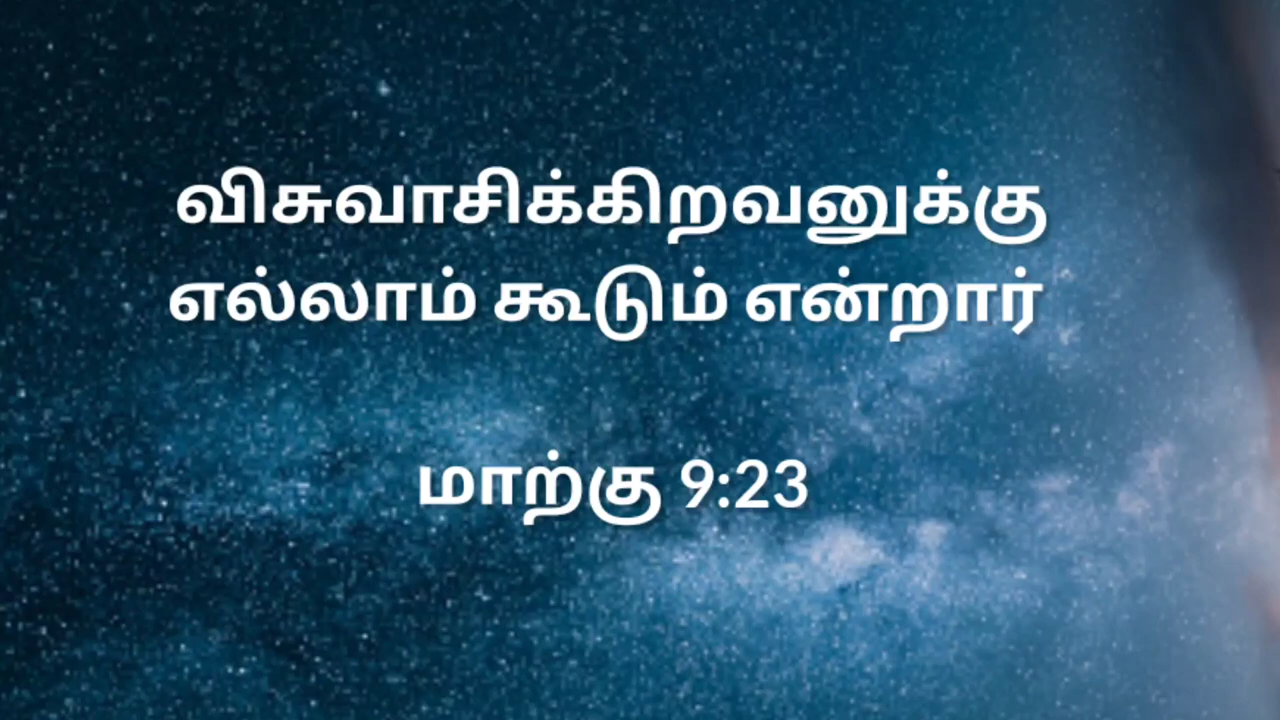 விசுவாசிக்கிறவனுக்கு
எல்லாம் கூடும் என்றார்
மாற்கு 9:23